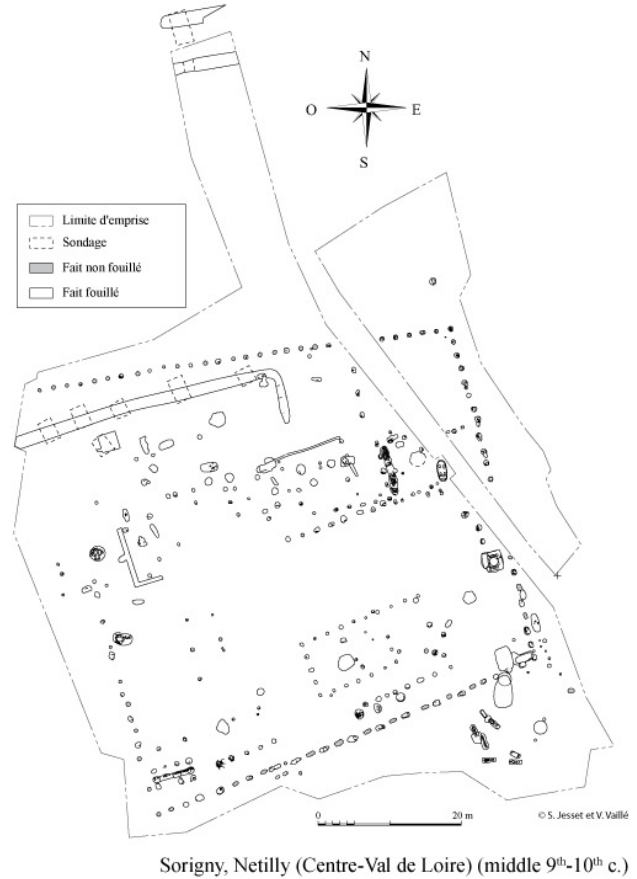 N
O
E
S
Limite d'emprise
Sondage
Fait non fouillé
Fait fouillé
0
20 m
© S. Jesset et V. Vaillé
Sorigny, Netilly (Centre-Val de Loire) (middle 9th-10th c.)